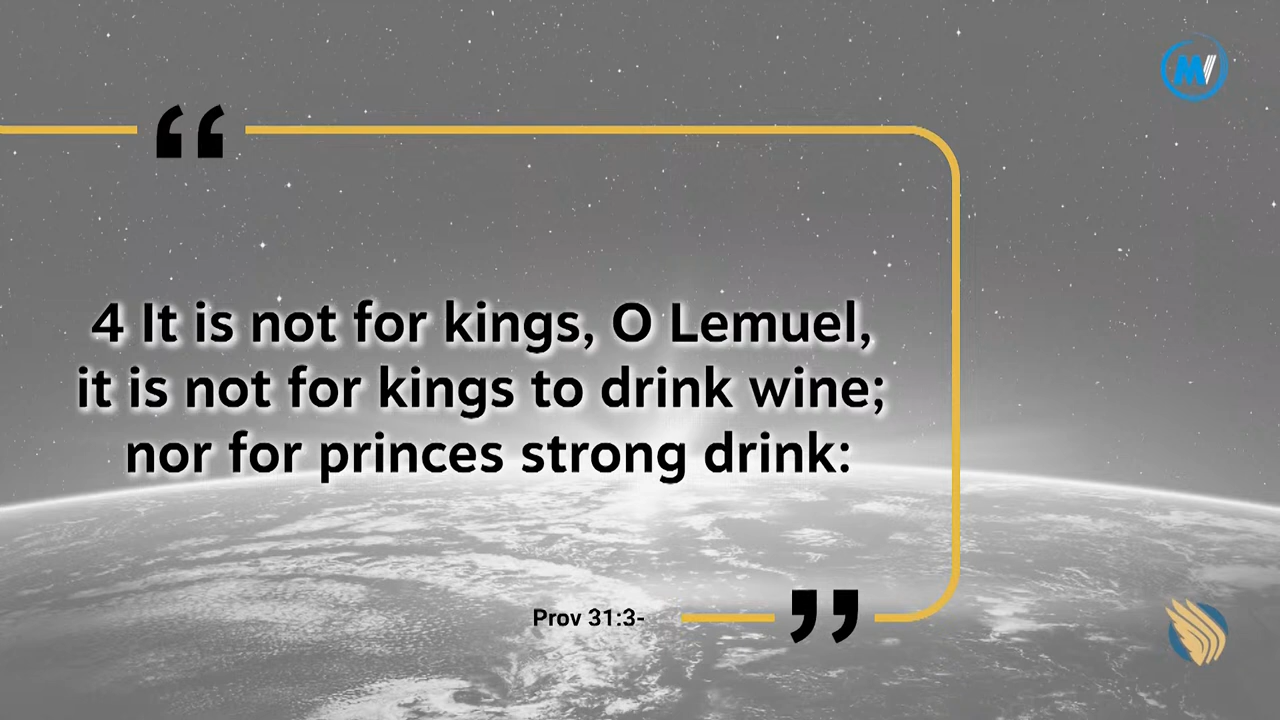 “
4 It is not for kings, O Lemuel,
it is not for kings to drink wine;
nor for princes strong drink:
Prov 31:3-
”
MV